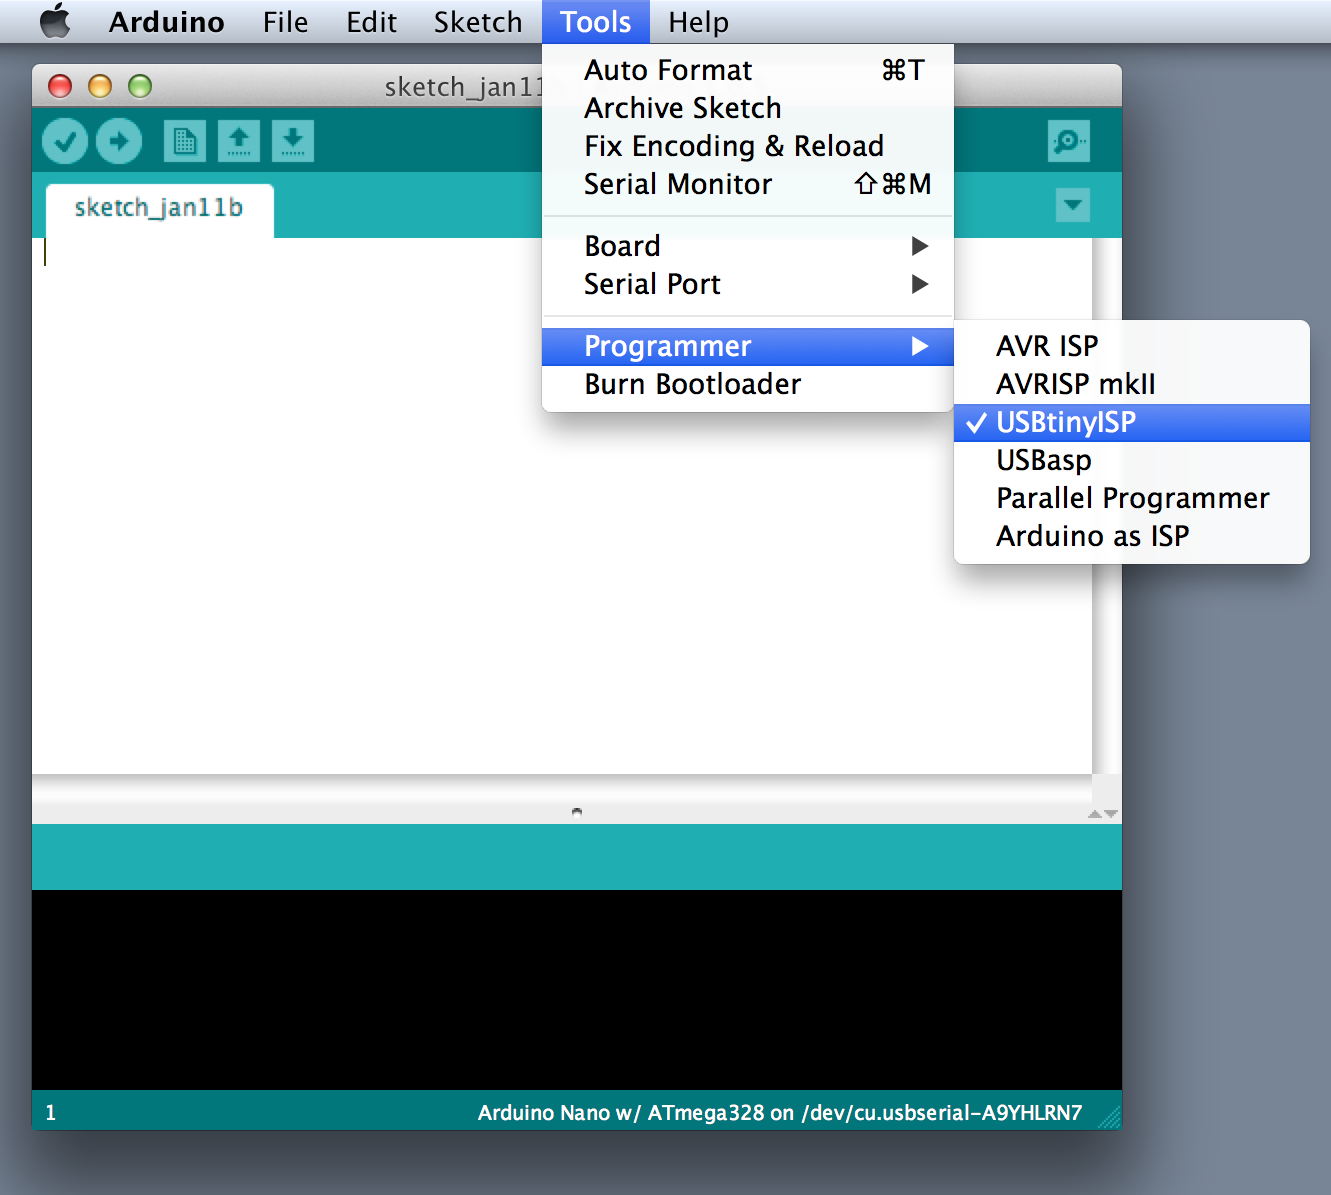 Arduino File Edit Sketch Tools Help
sketch_jan11
Auto Format ⌘T
Archive Sketch
Fix Encoding & Reload
Serial Monitor ⇧⌘M
sketch_jan11b
Board
Serial Port
Programmer
Burn Bootloader
AVR ISP
AVRISP mkII
✓ USBtinyISP
USBasp
Parallel Programmer
Arduino as ISP
1 Arduino Nano w/ ATmega328 on /dev/cu.usbserial-A9YHLRN7